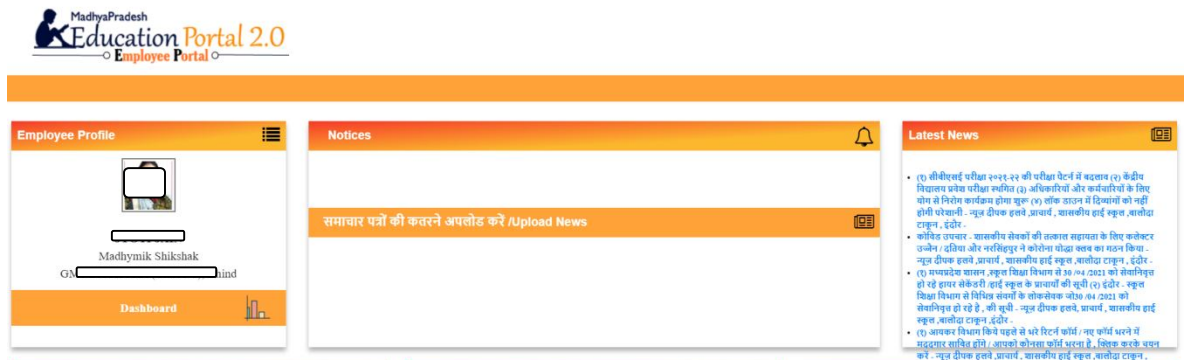 MadhyaPradesh
Education Portal 2.0
Employee Portal
Employee Profile
Madhymik Shikshak
GM
hind
Dashboard
Notices
समाचार पत्रों की कतरने अपलोड करें /Upload News
Latest News
(१) सीबीएसई परीक्षा २०२१-२२ की परीक्षा पैटर्न में बदलाव (२) केंद्रीय
विद्यालय प्रवेश परीक्षा स्थगित (३) अधिकारियों और कर्मचारियों के लिए
योग से निरोग कार्यक्रम होगा शुरू (४) लॉक डाउन में दिव्यांगों को नहीं
होगी परेशानी - न्यूज़ दीपक हलवे ,प्राचार्य , शासकीय हाई स्कूल ,बालोदा
टाकून , इंदौर -
कोविड उपचार - शासकीय सेवकों की तत्काल सहायता के लिए कलेक्टर
उज्जैन / दतिया और नरसिंहपुर ने कोरोना योद्धा क्लब का गठन किया -
न्यूज़ दीपक हलवे ,प्राचार्य , शासकीय हाई स्कूल ,बालोदा टाकून , इंदौर -
(१) मध्यप्रदेश शासन ,स्कूल शिक्षा विभाग से 30 /०4 /2021 को सेवानिवृत्त
हो रहे हायर सेकेंडरी /हाई स्कूल के प्राचार्यों की सूची (२) इंदौर - स्कूल
शिक्षा विभाग से विभिन्न संवर्गों के लोकसेवक जो30 /04 /2021 को
सेवानिवृत्त हो रहे है , की सूची - न्यूज़ दीपक हलवे, प्राचार्य , शासकीय हाई
स्कूल ,बालोदा टाकून ,इंदौर -
(१) आयकर विभाग किये पहले से भरे रिटर्न फॉर्म / नए फॉर्म भरने में
मददगार साबित होंगे / आपको कौनसा फॉर्म भरना है , क्लिक करके चयन
करें - न्यूज़ दीपक हलवे ,प्राचार्य , शासकीय हाई स्कूल ,बालोदा टाकून ,